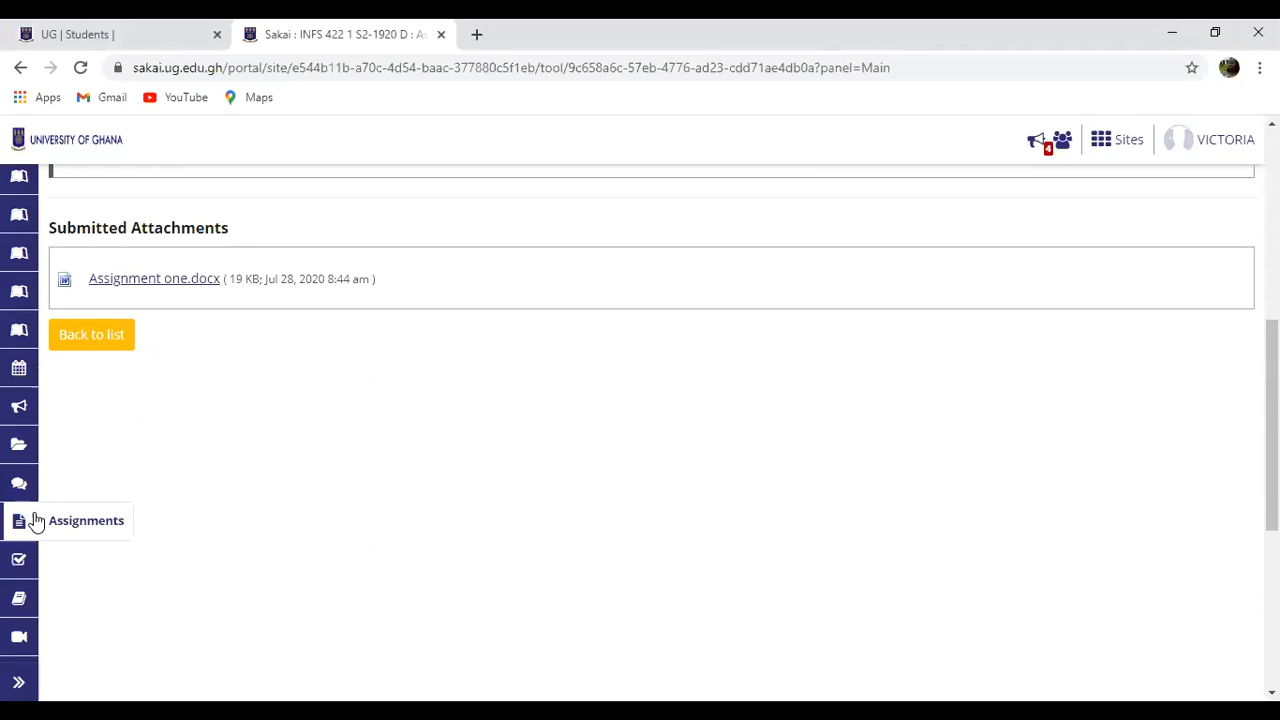 UG | Students |
Sakai : INFS 422 1 S2-1920 D : As
sakai.ug.edu.gh/portal/site/e544b11b-a70c-4d54-baac-377880c5f1eb/tool/9c658a6c-57eb-4776-ad23-cdd71ae4db0a?panel=Main
Apps Gmail YouTube Maps
UNIVERSITY OF GHANA
4
Sites
VICTORIA
Submitted Attachments
Assignment one.docx ( 19 KB; Jul 28, 2020 8:44 am )
Back to list
Assignments